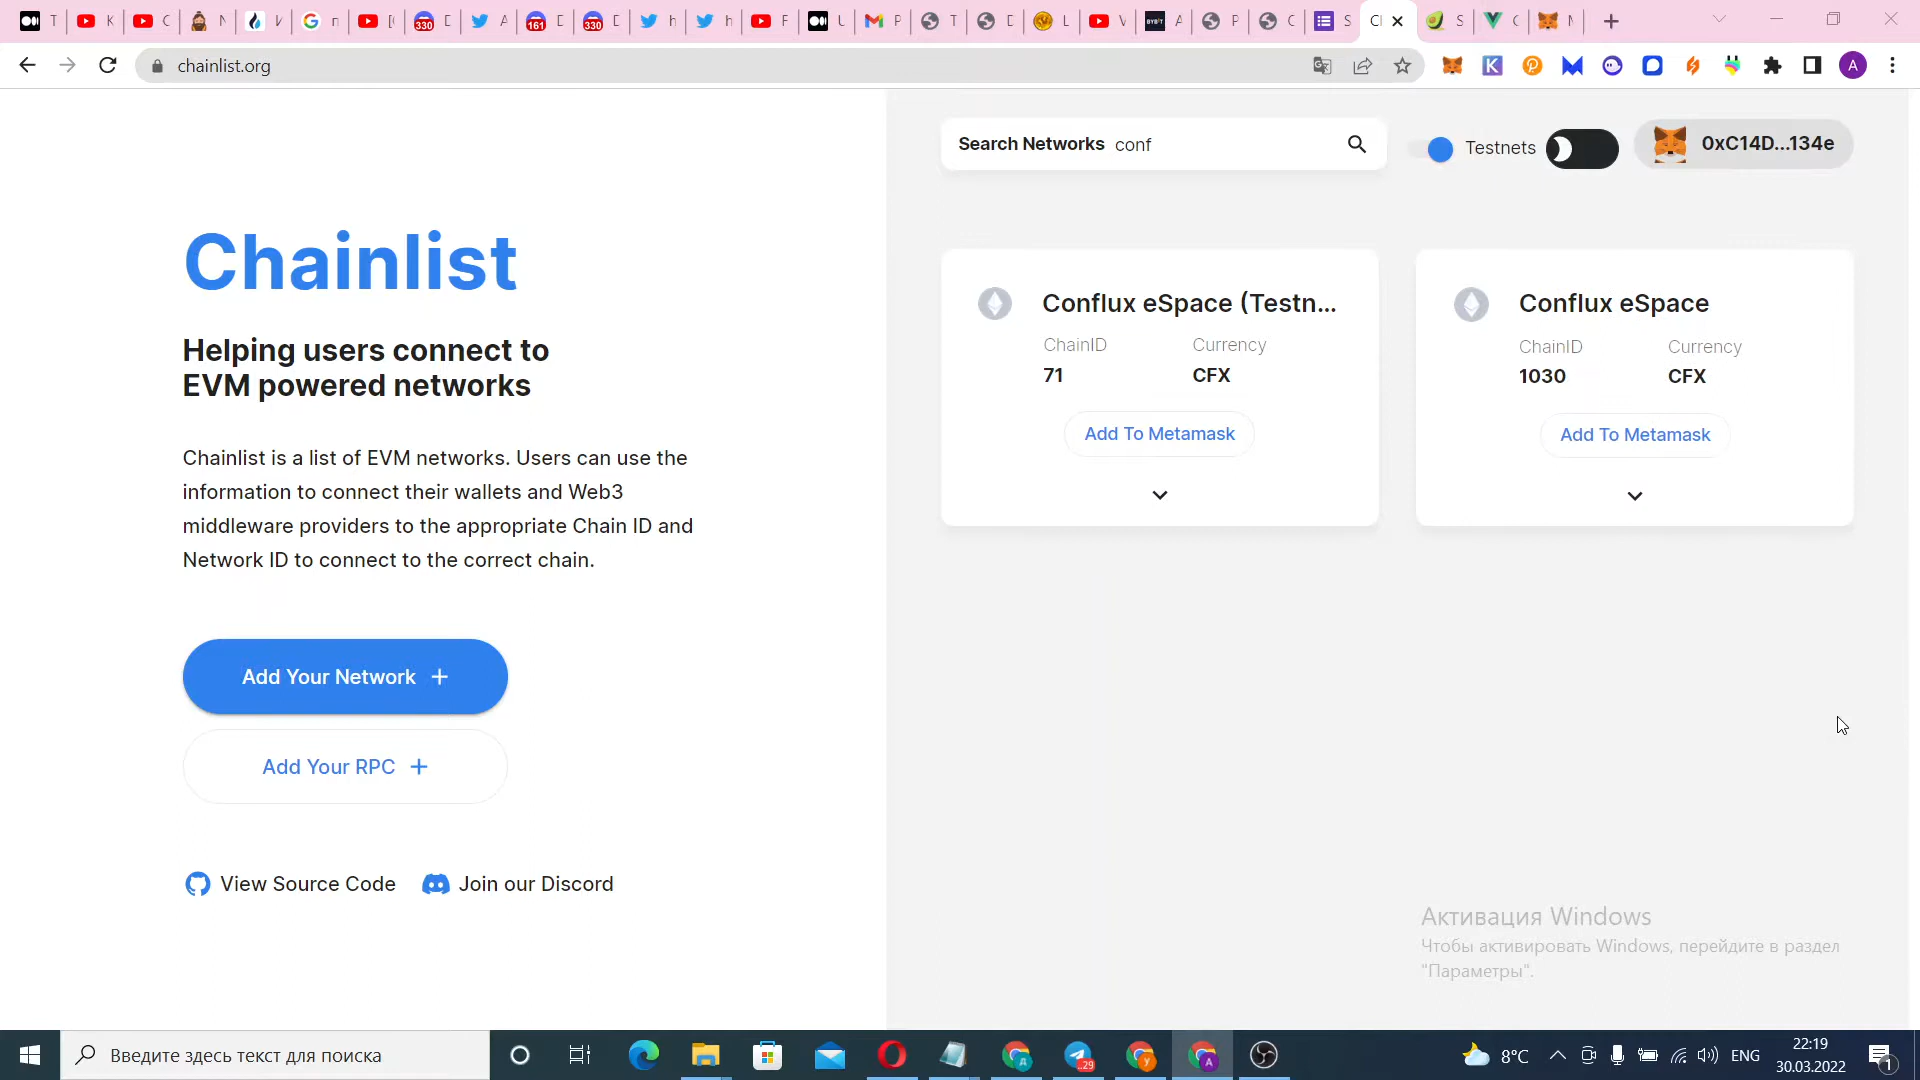 chainlist.org
Search Networks conf
Testnets
0xC14D...134e
Chainlist
Helping users connect to
EVM powered networks
Chainlist is a list of EVM networks. Users can use the
information to connect their wallets and Web3
middleware providers to the appropriate Chain ID and
Network ID to connect to the correct chain.
Add Your Network
Add Your RPC
View Source Code
Join our Discord
Conflux eSpace (Testn...
ChainID Currency
71 CFX
Add To Metamask
Conflux eSpace
ChainID Currency
1030 CFX
Add To Metamask
Активация Windows
Чтобы активировать Windows, перейдите в раздел
"Параметры".
Введите здесь текст для поиска
8°C
ENG
22:19
30.03.2022